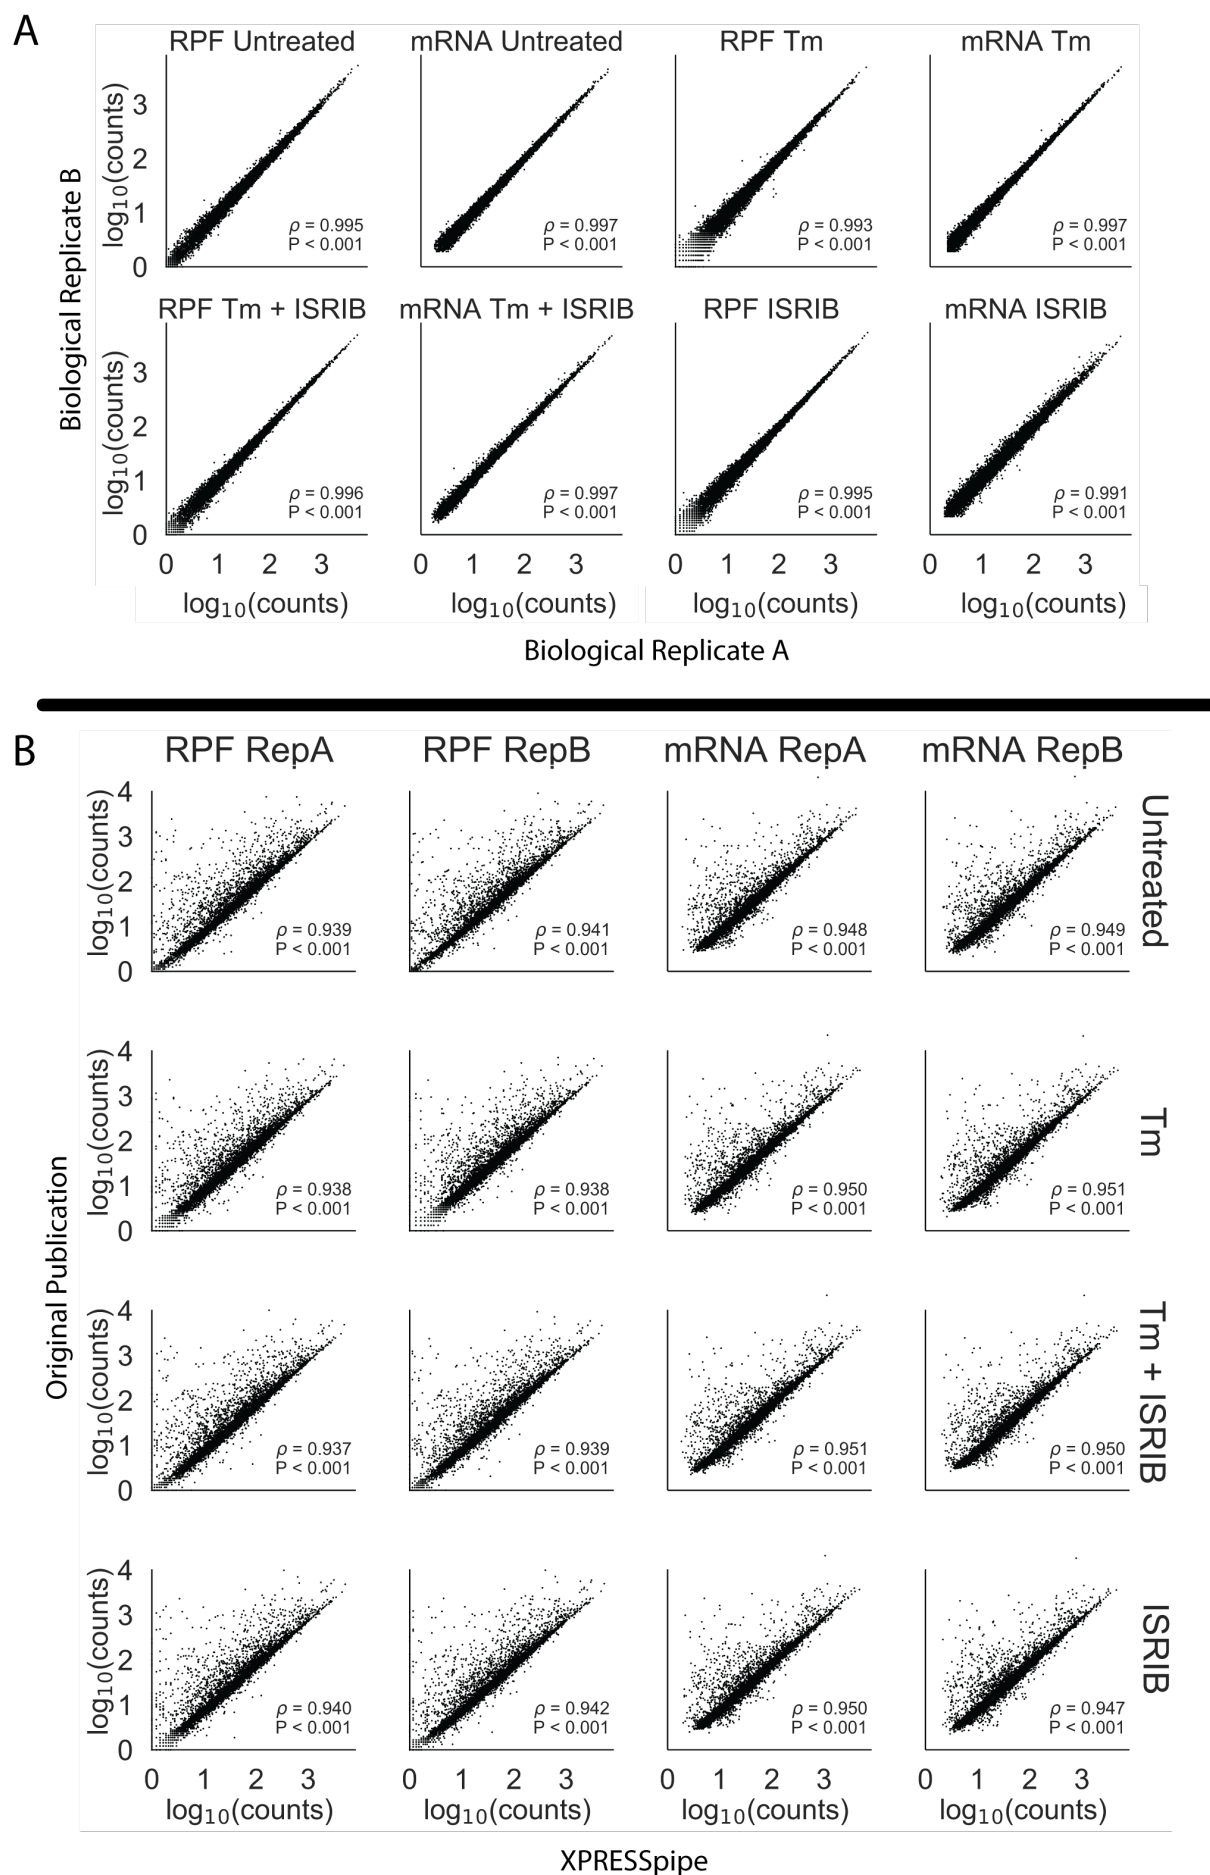 A
RPF Untreated
mRNA Untreated
RPF Tm
mRNA Tm
Biological Replicate B
log10(counts)
3
2
1
0
ρ = 0.995
P < 0.001
ρ = 0.997
P < 0.001
ρ = 0.993
P < 0.001
ρ = 0.997
P < 0.001
RPF Tm + ISRIB
mRNA Tm + ISRIB
RPF ISRIB
mRNA ISRIB
log10(counts)
3
2
1
0
ρ = 0.996
P < 0.001
ρ = 0.997
P < 0.001
ρ = 0.995
P < 0.001
ρ = 0.991
P < 0.001
0 1 2 3
0 1 2 3
0 1 2 3
0 1 2 3
log10(counts)
log10(counts)
log10(counts)
log10(counts)
Biological Replicate A
B
RPF RepA
RPF RepB
mRNA RepA
mRNA RepB
Original Publication
log10(counts)
4
3
2
1
0
ρ = 0.939
P < 0.001
ρ = 0.941
P < 0.001
ρ = 0.948
P < 0.001
ρ = 0.949
P < 0.001
Untreated
log10(counts)
4
3
2
1
0
ρ = 0.938
P < 0.001
ρ = 0.938
P < 0.001
ρ = 0.950
P < 0.001
ρ = 0.951
P < 0.001
Tm
log10(counts)
4
3
2
1
0
ρ = 0.937
P < 0.001
ρ = 0.939
P < 0.001
ρ = 0.951
P < 0.001
ρ = 0.950
P < 0.001
Tm + ISRIB
log10(counts)
4
3
2
1
0
ρ = 0.940
P < 0.001
ρ = 0.942
P < 0.001
ρ = 0.950
P < 0.001
ρ = 0.947
P < 0.001
ISRIB
0 1 2 3
0 1 2 3
0 1 2 3
0 1 2 3
log10(counts)
log10(counts)
log10(counts)
log10(counts)
XPRESSpipe